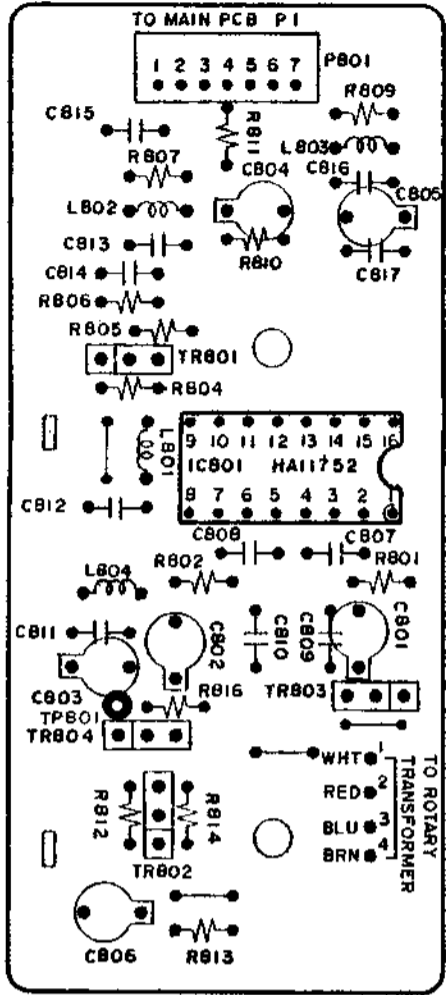 TO MAIN PCB P1
P801
1 2 3 4 5 6 7
R809
C815
R811
L803
R807
C804
C816
C805
L802
C813
R810
C817
C814
R806
R805
TR801
R804
L801
9 10 11 12 13 14 15 16
IC801 HA11752
8 7 6 5 4 3 2 1
C812
C808
C807
R802
R801
L804
C811
C802
C810
C809
C801
C803
R816
TR803
TP801
TR804
WHT 1
RED 2
BLU 3
BRN 4
TO ROTARY
TRANSFORMER
R812
R814
TR802
C806
R813